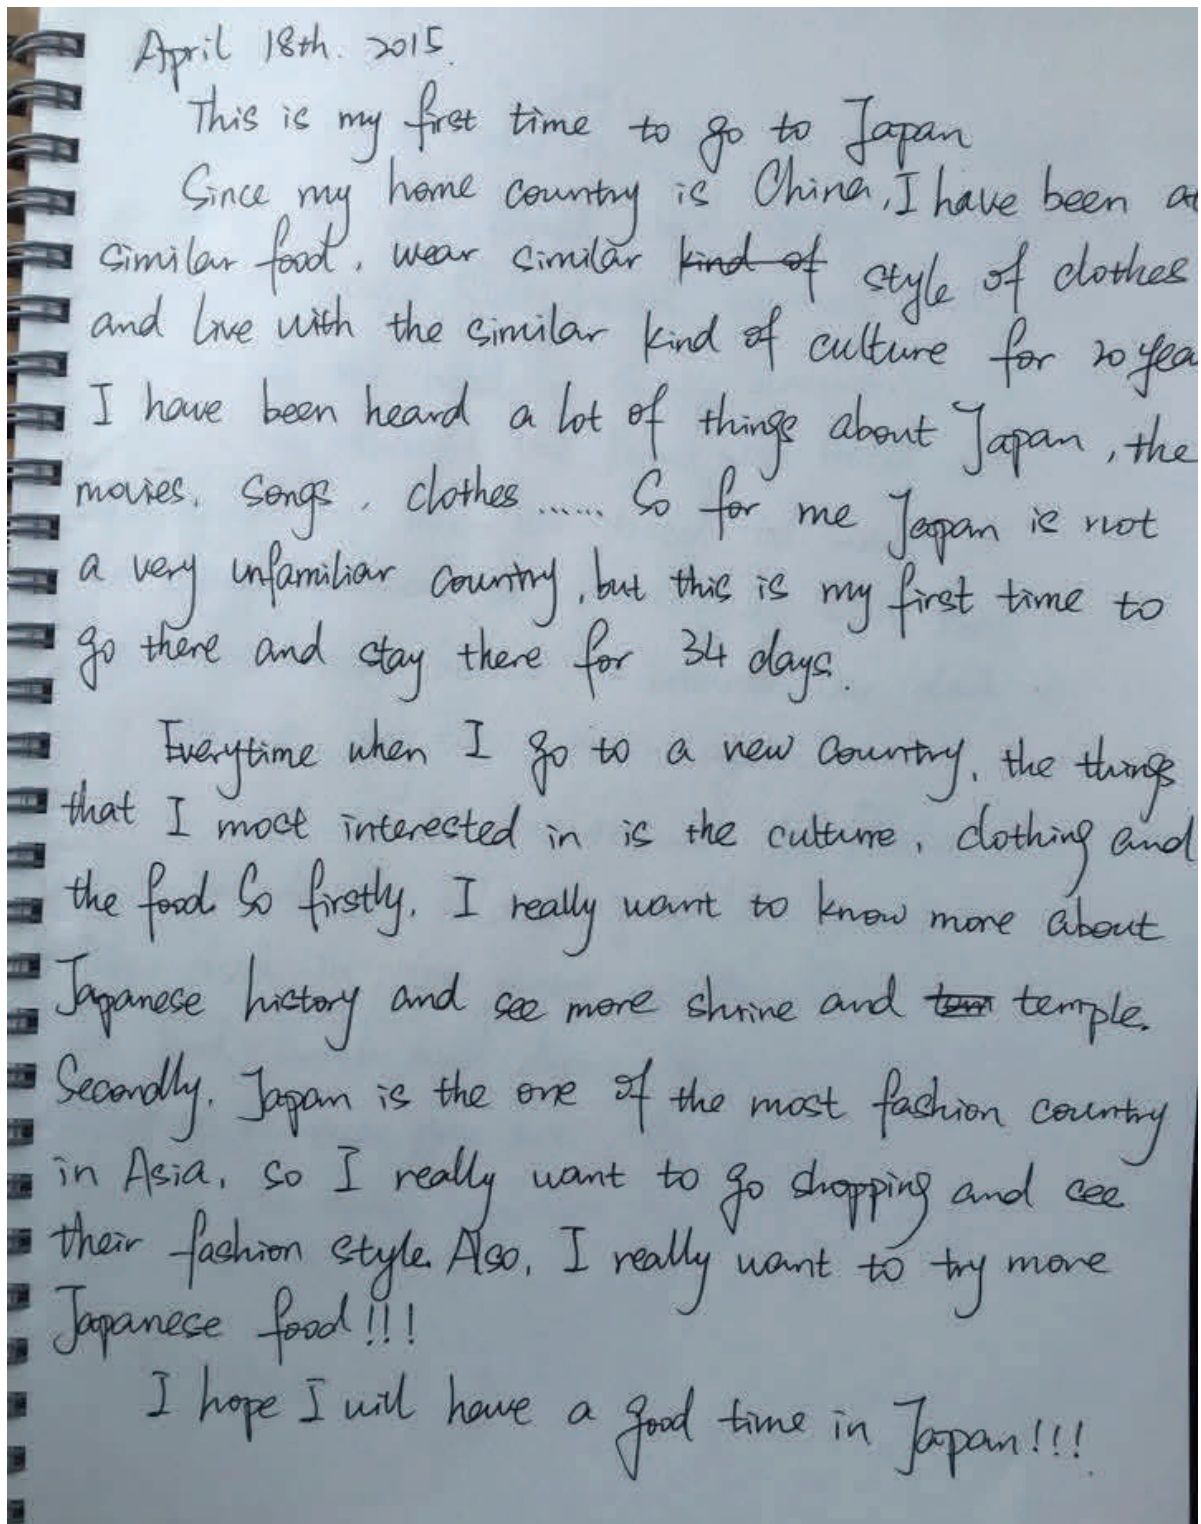 April 18th. 2015.
This is my first time to go to Japan
Since my home country is China, I have been at
similar food, wear similar kind of style of clothes
and live with the similar kind of culture for 20 yea
I have been heard a lot of things about Japan, the
movies, songs, clothes ...... So for me Japan is not
a very unfamiliar country, but this is my first time to
go there and stay there for 34 days.
Everytime when I go to a new country, the things
that I most interested in is the culture, clothing and
the food. So firstly, I really want to know more about
Japanese history and see more shrine and temple.
Secondly, Japan is the one of the most fashion country
in Asia, so I really want to go shopping and see
their fashion style. Also, I really want to try more
Japanese food!!!
I hope I will have a good time in Japan!!!